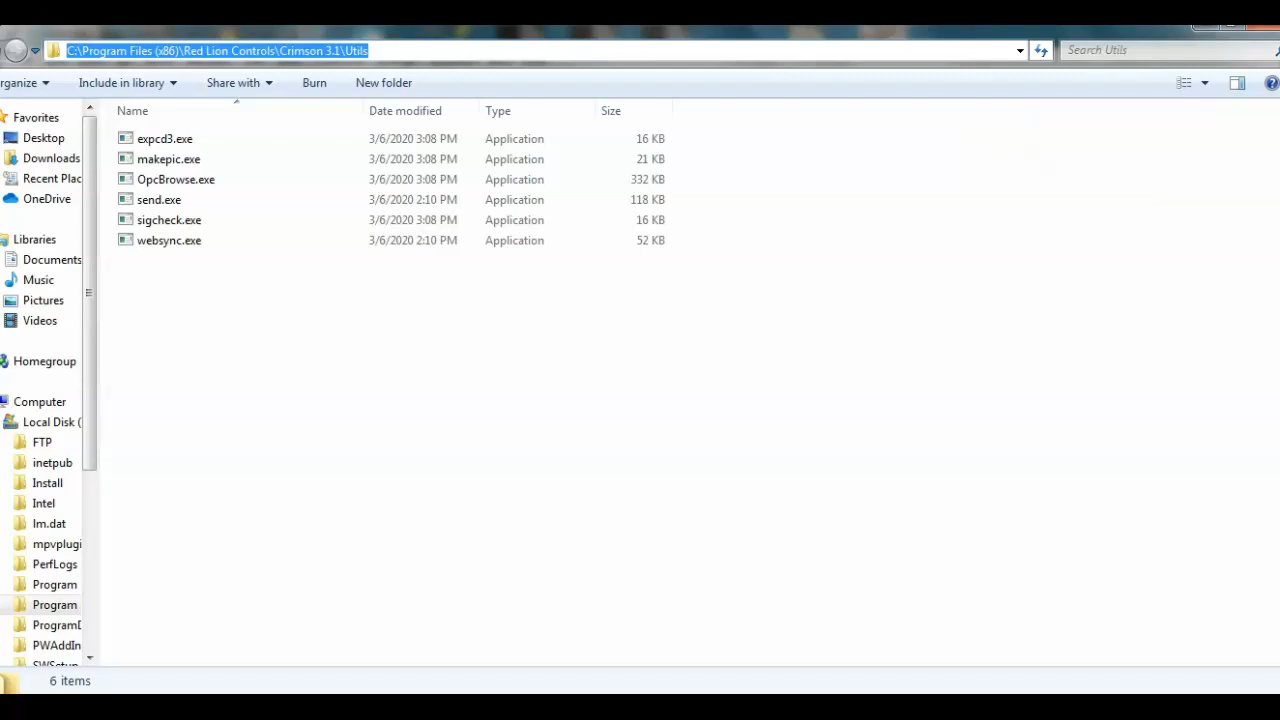 C:\Program Files (x86)\Red Lion Controls\Crimson 3.1\Utils
Search Utils
rganize
Include in library
Share with
Burn
New folder
Name Date modified Type Size
expcd3.exe 3/6/2020 3:08 PM Application 16 KB
makepic.exe 3/6/2020 3:08 PM Application 21 KB
OpcBrowse.exe 3/6/2020 3:08 PM Application 332 KB
send.exe 3/6/2020 2:10 PM Application 118 KB
sigcheck.exe 3/6/2020 3:08 PM Application 16 KB
websync.exe 3/6/2020 2:10 PM Application 52 KB
Favorites
Desktop
Downloads
Recent Plac
OneDrive
Libraries
Documents
Music
Pictures
Videos
Homegroup
Computer
Local Disk (
FTP
inetpub
Install
Intel
lm.dat
mpvplugi
PerfLogs
Program
Program
ProgramD
PWAddIn
SWSetup
6 items